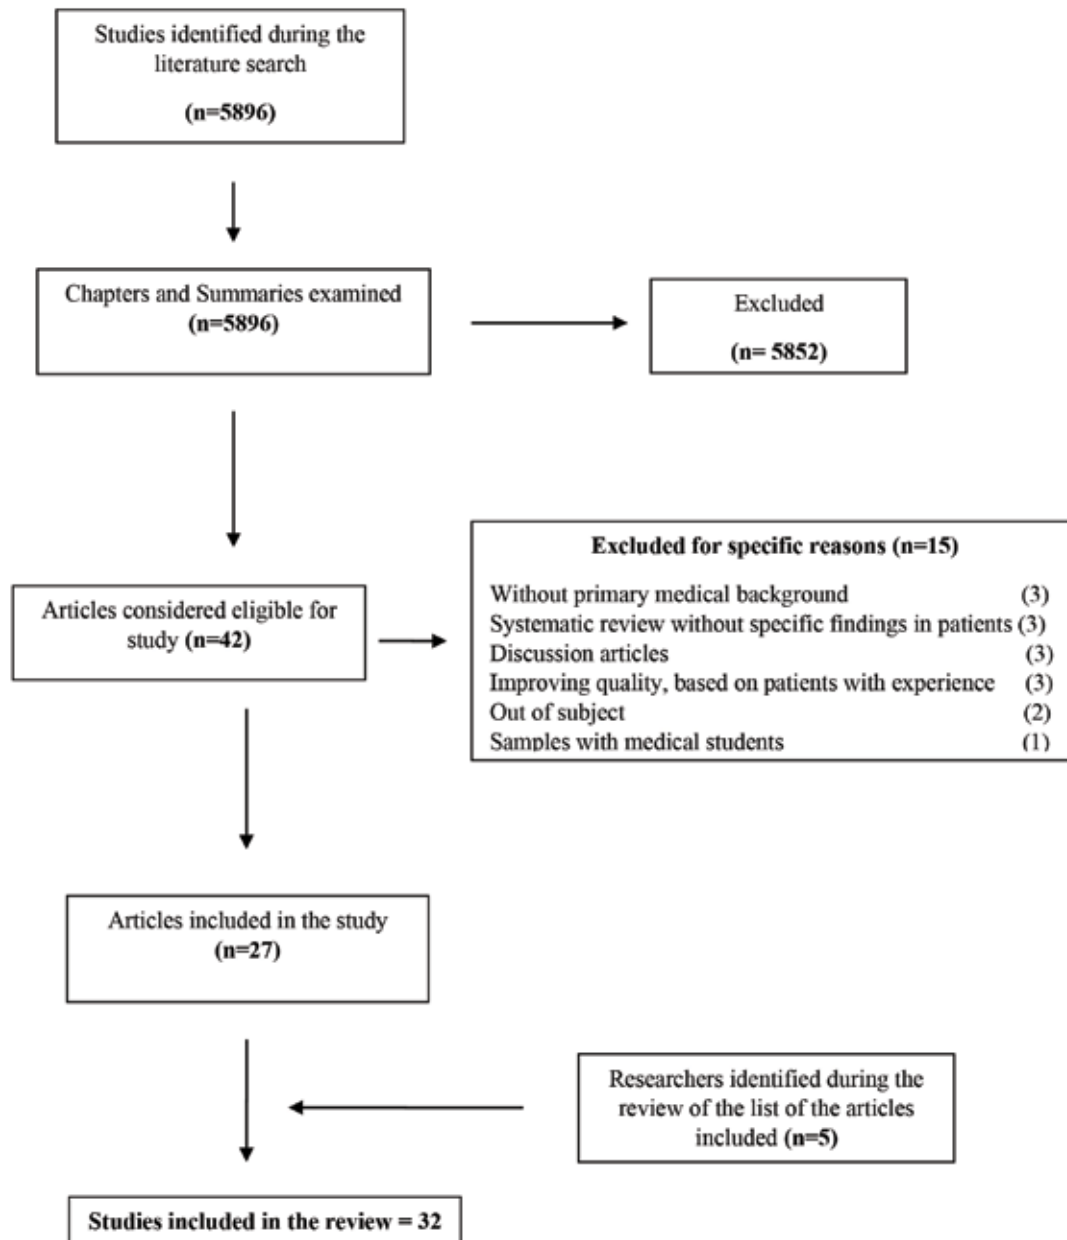 Studies identified during the
literature search
(n=5896)
Chapters and Summaries examined
(n=5896)
Excluded
(n= 5852)
Articles considered eligible for
study (n=42)
Excluded for specific reasons (n=15)
Without primary medical background (3)
Systematic review without specific findings in patients (3)
Discussion articles (3)
Improving quality, based on patients with experience (3)
Out of subject (2)
Samples with medical students (1)
Articles included in the study
(n=27)
Researchers identified during the
review of the list of the articles
included (n=5)
Studies included in the review = 32